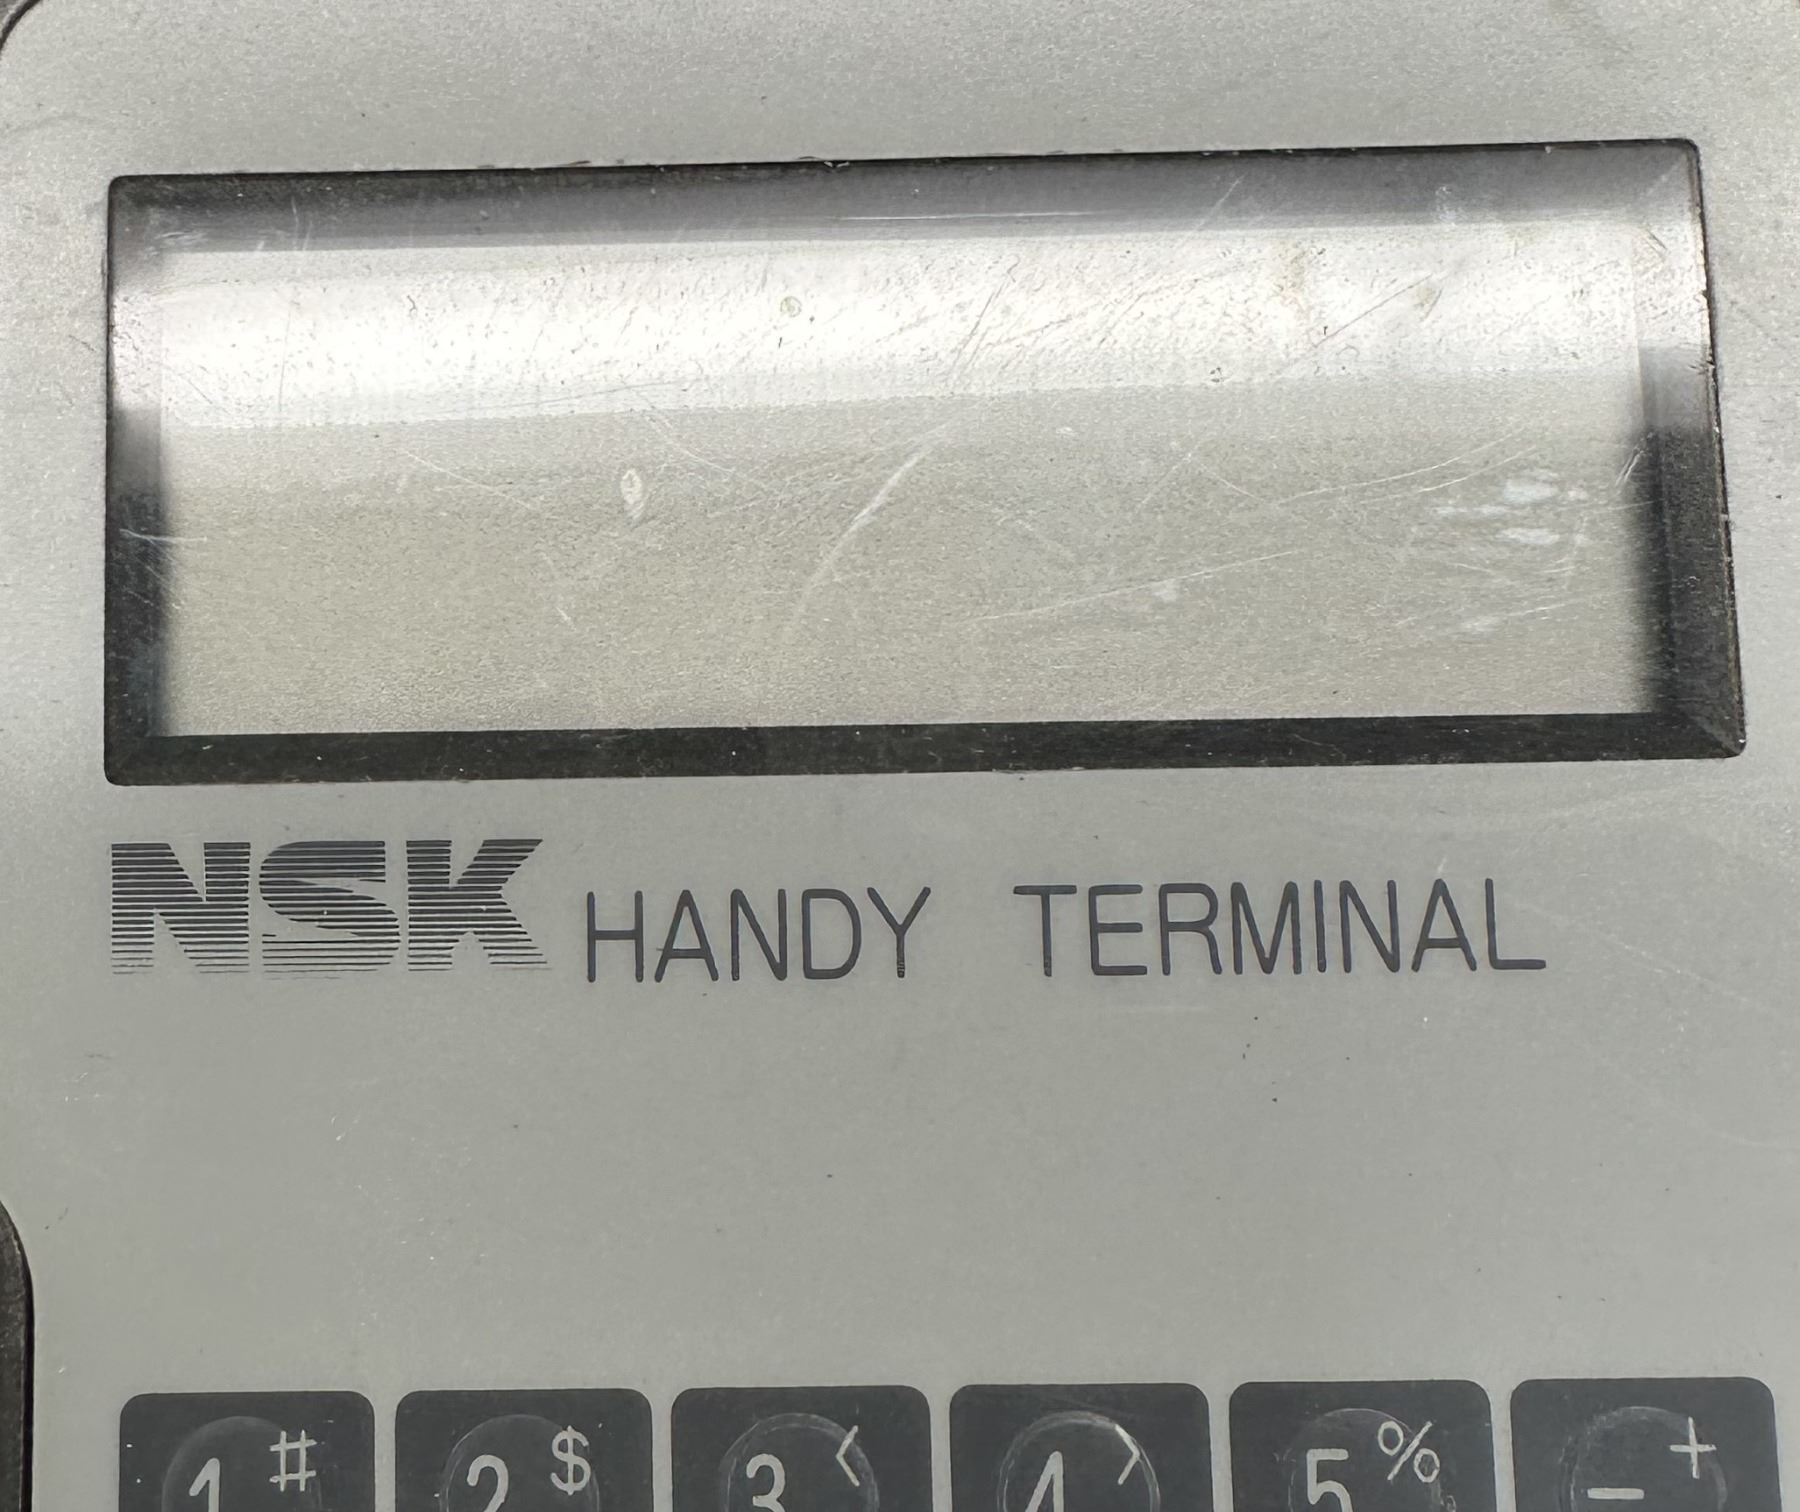 NSK HANDY TERMINAL
1 # 2 $ 3 < 4 > 5 % - +